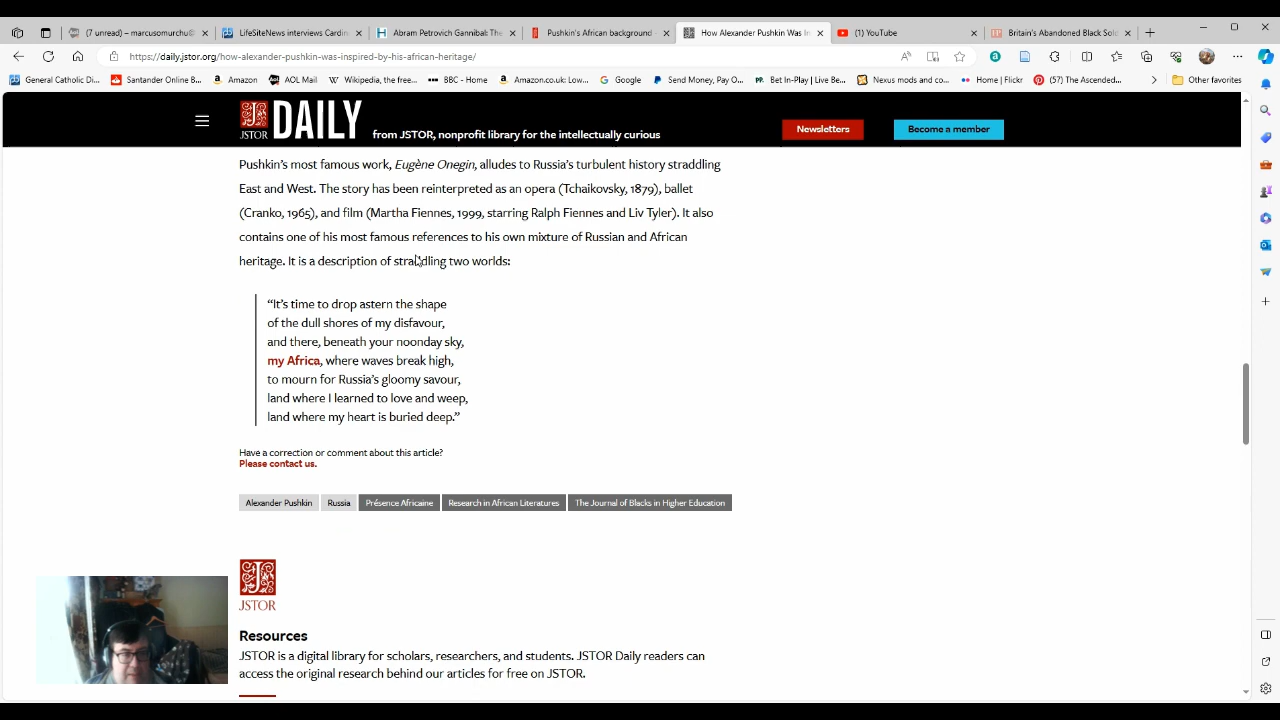 (7 unread) – marcusomurchu@
LifeSiteNews interviews Cardin
Abram Petrovich Gannibal: The
Pushkin's African background -
How Alexander Pushkin Was In
(1) YouTube
Britain's Abandoned Black Sold
https://daily.jstor.org/how-alexander-pushkin-was-inspired-by-his-african-heritage/
General Catholic Di...
Santander Online B...
Amazon
AOL Mail
Wikipedia, the free...
BBC - Home
Amazon.co.uk: Low...
Google
Send Money, Pay O...
Bet In-Play | Live Be...
Nexus mods and co...
Home | Flickr
(57) The Ascended...
Other favorites
JSTOR DAILY from JSTOR, nonprofit library for the intellectually curious
Newsletters
Become a member
Pushkin's most famous work, Eugène Onegin, alludes to Russia's turbulent history straddling
East and West. The story has been reinterpreted as an opera (Tchaikovsky, 1879), ballet
(Cranko, 1965), and film (Martha Fiennes, 1999, starring Ralph Fiennes and Liv Tyler). It also
contains one of his most famous references to his own mixture of Russian and African
heritage. It is a description of straddling two worlds:
“It's time to drop astern the shape
of the dull shores of my disfavour,
and there, beneath your noonday sky,
my Africa, where waves break high,
to mourn for Russia's gloomy savour,
land where I learned to love and weep,
land where my heart is buried deep.”
Have a correction or comment about this article?
Please contact us.
Alexander Pushkin
Russia
Présence Africaine
Research in African Literatures
The Journal of Blacks in Higher Education
JSTOR
Resources
JSTOR is a digital library for scholars, researchers, and students. JSTOR Daily readers can
access the original research behind our articles for free on JSTOR.